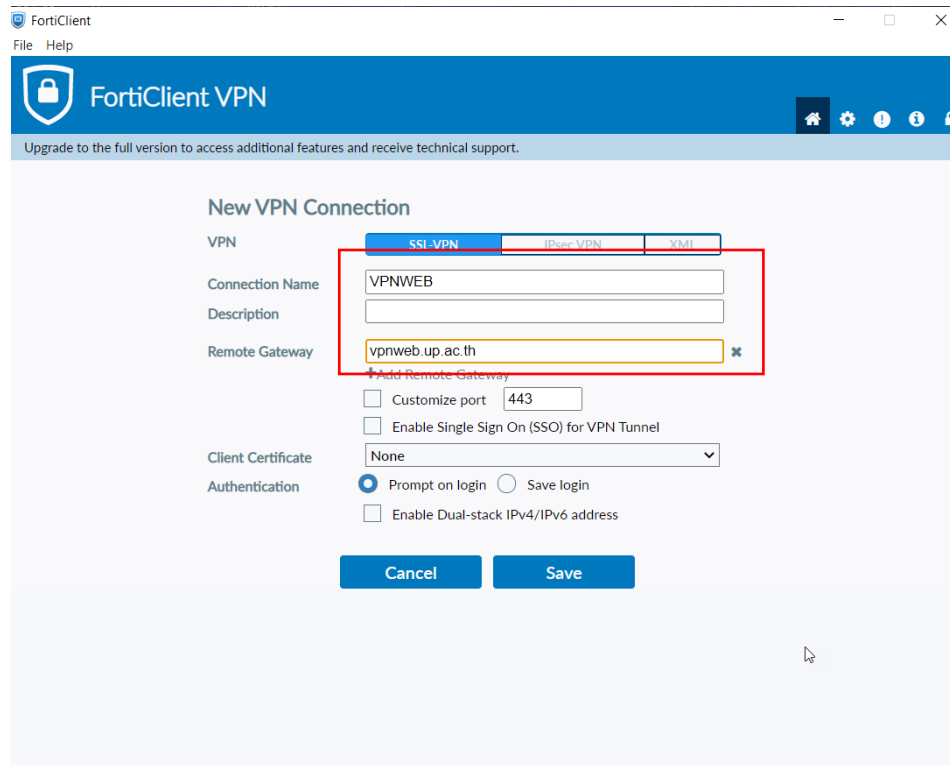 FortiClient
File Help
FortiClient VPN
Upgrade to the full version to access additional features and receive technical support.
New VPN Connection
VPN SSL-VPN IPsec VPN XML
Connection Name VPNWEB
Description
Remote Gateway vpnweb.up.ac.th
+Add Remote Gateway
Customize port 443
Enable Single Sign On (SSO) for VPN Tunnel
Client Certificate None
Authentication Prompt on login Save login
Enable Dual-stack IPv4/IPv6 address
Cancel Save